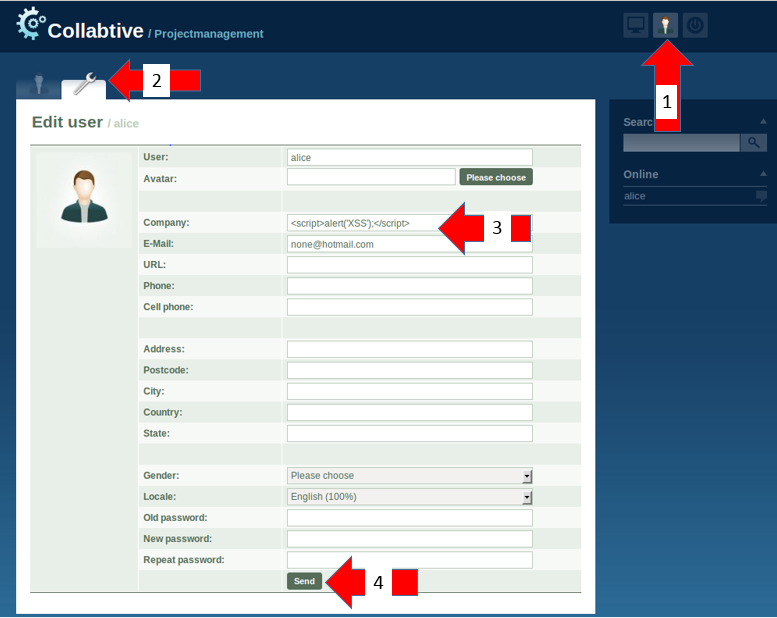 Collabtive / Projectmanagement
1
2
Edit user / alice
User: alice
Avatar: Please choose
Company: <script>alert('XSS');</script>
3
E-Mail: none@hotmail.com
URL:
Phone:
Cell phone:
Address:
Postcode:
City:
Country:
State:
Gender: Please choose
Locale: English (100%)
Old password:
New password:
Repeat password:
Send
4
Searc
Online
alice